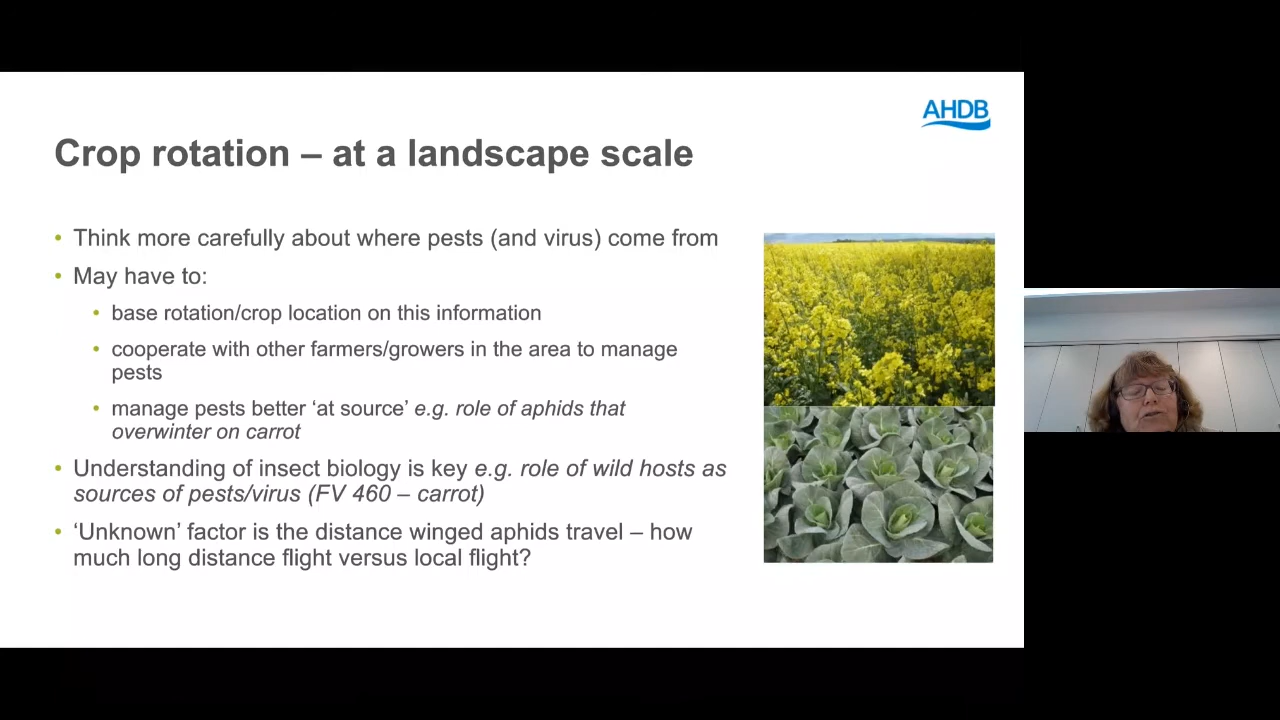 AHDB
Crop rotation – at a landscape scale
• Think more carefully about where pests (and virus) come from
• May have to:
• base rotation/crop location on this information
• cooperate with other farmers/growers in the area to manage
pests
• manage pests better ‘at source’ e.g. role of aphids that
overwinter on carrot
• Understanding of insect biology is key e.g. role of wild hosts as
sources of pests/virus (FV 460 – carrot)
• ‘Unknown’ factor is the distance winged aphids travel – how
much long distance flight versus local flight?